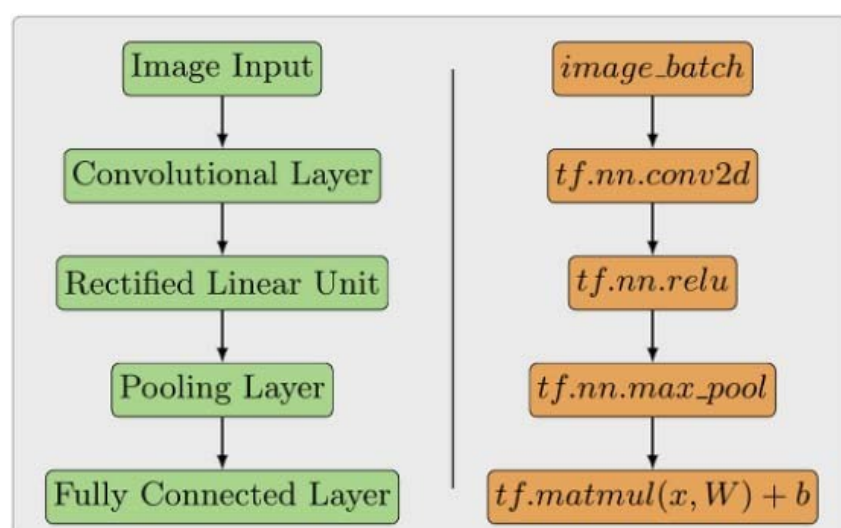 Image Input
Convolutional Layer
Rectified Linear Unit
Pooling Layer
Fully Connected Layer
image_batch
tf.nn.conv2d
tf.nn.relu
tf.nn.max_pool
tf.matmul(x, W) + b